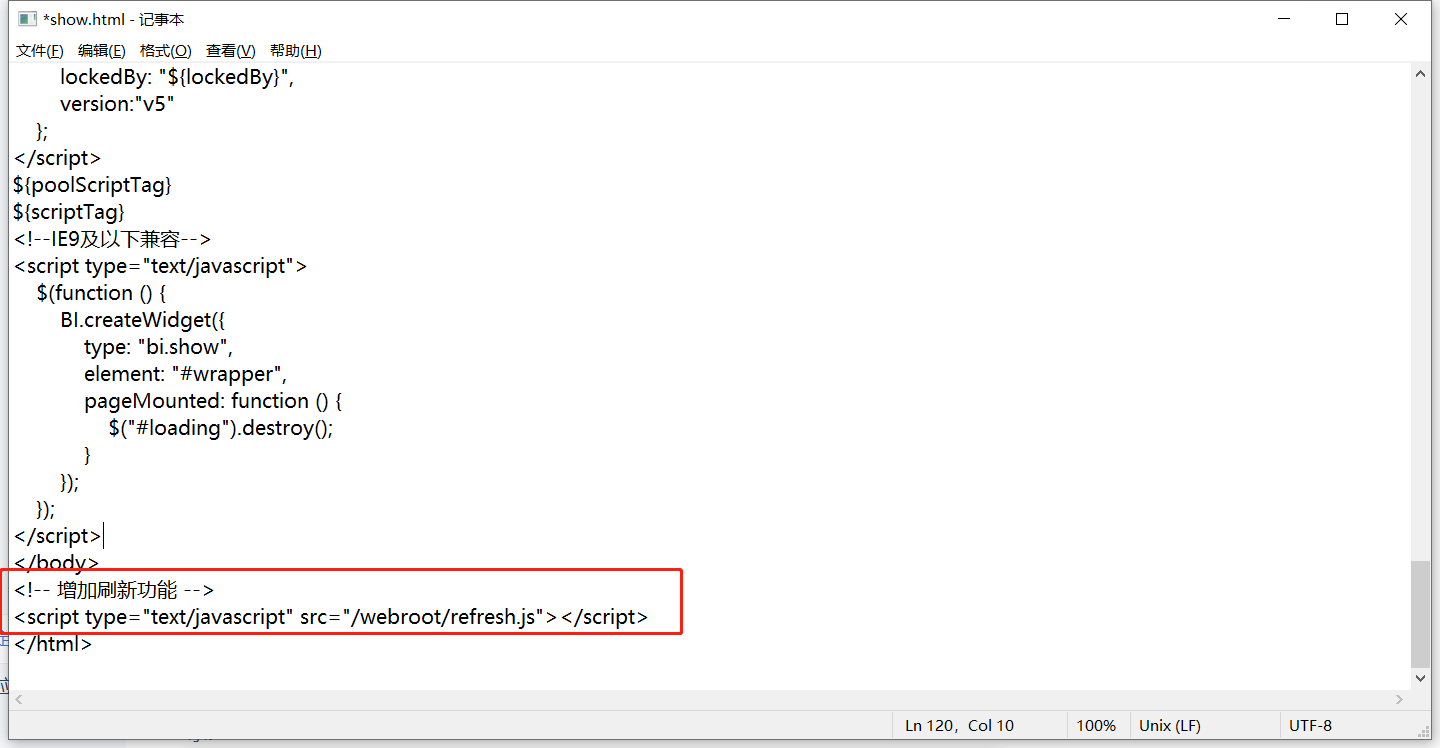 *show.html - 记事本
文件(F) 编辑(E) 格式(O) 查看(V) 帮助(H)
lockedBy: "${lockedBy}",
version:"v5"
};
</script>
${poolScriptTag}
${scriptTag}
<!--IE9及以下兼容-->
<script type="text/javascript">
$(function () {
BI.createWidget({
type: "bi.show",
element: "#wrapper",
pageMounted: function () {
$("#loading").destroy();
}
});
});
</script>
</body>
<!-- 增加刷新功能 -->
<script type="text/javascript" src="/webroot/refresh.js"></script>
</html>
Ln 120, Col 10 100% Unix (LF) UTF-8